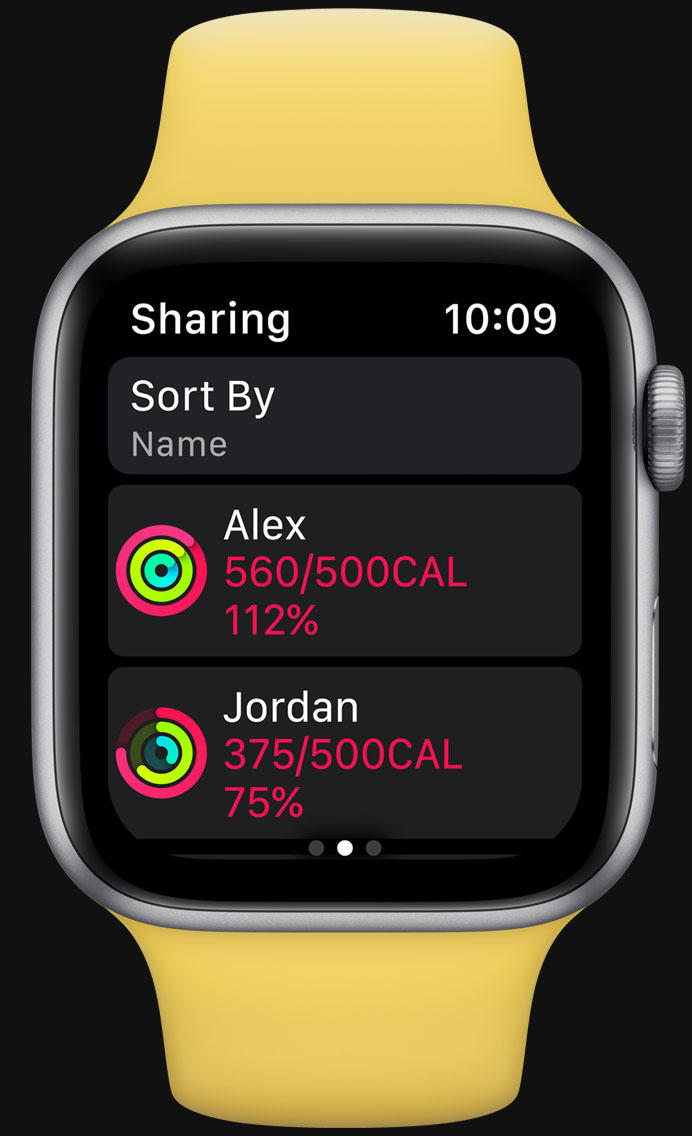 Sharing 10:09
Sort By
Name
Alex
560/500CAL
112%
Jordan
375/500CAL
75%